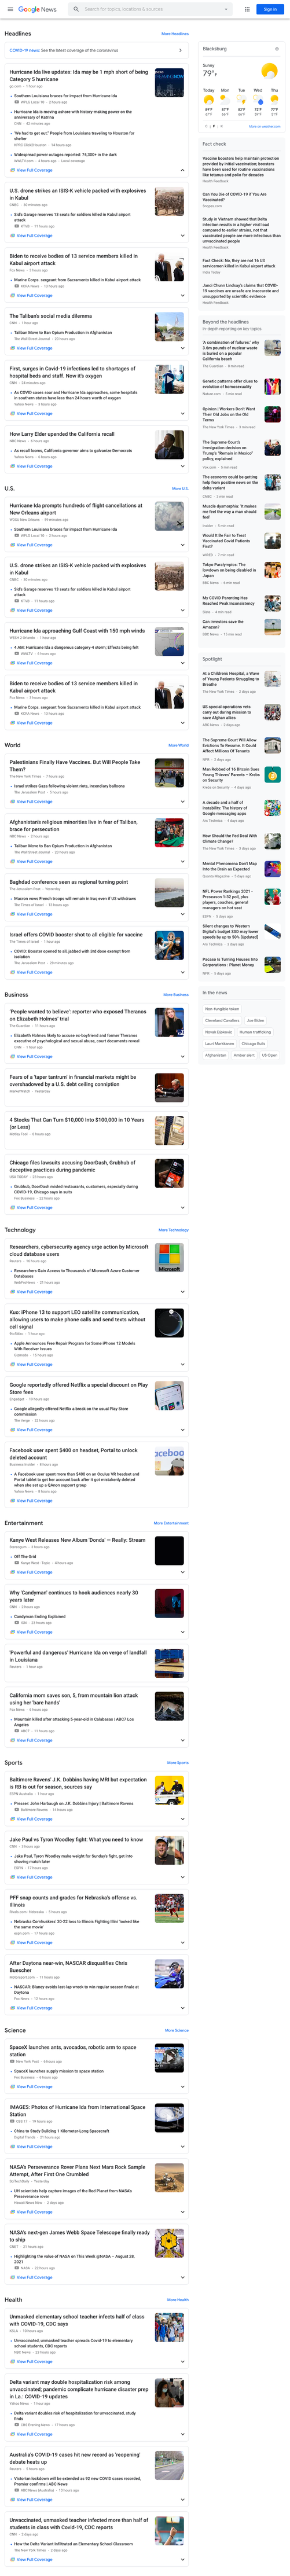 Google News
Search for topics, locations & sources
Sign in
Headlines
More Headlines
COVID-19 news: See the latest coverage of the coronavirus
Hurricane Ida live updates: Ida may be 1 mph short of being
Category 5 hurricane
Southern Louisiana braces for impact from Hurricane Ida
Hurricane Ida is moving ashore with history-making power on the
anniversary of Katrina
'We had to get out:' People from Louisiana traveling to Houston for
shelter
Widespread power outages reported: 74,000+ in the dark
View Full Coverage
U.S. drone strikes an ISIS-K vehicle packed with explosives
in Kabul
Sid's Garage reserves 13 seats for soldiers killed in Kabul airport
attack
View Full Coverage
Biden to receive bodies of 13 service members killed in
Kabul airport attack
Marine Corps. sergeant from Sacramento killed in Kabul airport attack
View Full Coverage
The Taliban's social media dilemma
Taliban Move to Ban Opium Production in Afghanistan
View Full Coverage
First, surges in Covid-19 infections led to shortages of
hospital beds and staff. Now it's oxygen
As COVID cases soar and Hurricane Ida approaches, some hospitals
in southern states have less than 24 hours worth of oxygen
View Full Coverage
How Larry Elder upended the California recall
As recall looms, California governor aims to galvanize Democrats
View Full Coverage
U.S.
More U.S.
Hurricane Ida prompts hundreds of flight cancellations at
New Orleans airport
Southern Louisiana braces for impact from Hurricane Ida
View Full Coverage
U.S. drone strikes an ISIS-K vehicle packed with explosives
in Kabul
Sid's Garage reserves 13 seats for soldiers killed in Kabul airport
attack
View Full Coverage
Hurricane Ida approaching Gulf Coast with 150 mph winds
4 AM: Hurricane Ida a dangerous category-4 storm; Effects being felt
View Full Coverage
Biden to receive bodies of 13 service members killed in
Kabul airport attack
Marine Corps. sergeant from Sacramento killed in Kabul airport attack
View Full Coverage
World
More World
Palestinians Finally Have Vaccines. But Will People Take
Them?
Israel strikes Gaza following violent riots, incendiary balloons
View Full Coverage
Afghanistan's religious minorities live in fear of Taliban,
brace for persecution
Taliban Move to Ban Opium Production in Afghanistan
View Full Coverage
Baghdad conference seen as regional turning point
Macron vows French troops will remain in Iraq even if US withdraws
View Full Coverage
Israel offers COVID booster shot to all eligible for vaccine
COVID: Booster opened to all, jabbed with 3rd dose exempt from
isolation
View Full Coverage
Business
More Business
'People wanted to believe': reporter who exposed Theranos
on Elizabeth Holmes' trial
Elizabeth Holmes likely to accuse ex-boyfriend and former Theranos
executive of psychological and sexual abuse, court documents reveal
View Full Coverage
Fears of a 'taper tantrum' in financial markets might be
overshadowed by a U.S. debt ceiling conniption
4 Stocks That Can Turn $10,000 Into $100,000 in 10 Years
(or Less)
Chicago files lawsuits accusing DoorDash, Grubhub of
deceptive practices during pandemic
Grubhub, DoorDash misled restaurants, customers, especially during
COVID-19, Chicago says in suits
View Full Coverage
Technology
More Technology
Researchers, cybersecurity agency urge action by Microsoft
cloud database users
Researchers Gain Access to Thousands of Microsoft Azure Customer
Databases
View Full Coverage
Kuo: iPhone 13 to support LEO satellite communication,
allowing users to make phone calls and send texts without
cell signal
Apple Announces Free Repair Program for Some iPhone 12 Models
With Receiver Issues
View Full Coverage
Google reportedly offered Netflix a special discount on Play
Store fees
Google allegedly offered Netflix a break on the usual Play Store
commission
View Full Coverage
Facebook user spent $400 on headset, Portal to unlock
deleted account
A Facebook user spent more than $400 on an Oculus VR headset and
Portal tablet to get her account back after it got mistakenly deleted
when she set up a QAnon support group
View Full Coverage
Entertainment
More Entertainment
Kanye West Releases New Album 'Donda' — Really: Stream
Off The Grid
View Full Coverage
Why 'Candyman' continues to hook audiences nearly 30
years later
Candyman Ending Explained
View Full Coverage
'Powerful and dangerous' Hurricane Ida on verge of landfall
in Louisiana
California mom saves son, 5, from mountain lion attack
using her 'bare hands'
Mountain killed after attacking 5-year-old in Calabasas | ABC7 Los
Angeles
View Full Coverage
Sports
More Sports
Baltimore Ravens' J.K. Dobbins having MRI but expectation
is RB is out for season, sources say
Presser: John Harbaugh on J.K. Dobbins Injury | Baltimore Ravens
View Full Coverage
Jake Paul vs Tyron Woodley fight: What you need to know
Jake Paul, Tyron Woodley make weight for Sunday's fight, get into
shoving match later
View Full Coverage
PFF snap counts and grades for Nebraska's offense vs.
Illinois
Nebraska Cornhuskers' 30-22 loss to Illinois Fighting Illini 'looked like
the same movie'
View Full Coverage
After Daytona near-win, NASCAR disqualifies Chris
Buescher
NASCAR: Blaney avoids last-lap wreck to win regular season finale at
Daytona
View Full Coverage
Science
More Science
SpaceX launches ants, avocados, robotic arm to space
station
SpaceX launches supply mission to space station
View Full Coverage
IMAGES: Photos of Hurricane Ida from International Space
Station
China to Study Building 1 Kilometer-Long Spacecraft
View Full Coverage
NASA's Perseverance Rover Plans Next Mars Rock Sample
Attempt, After First One Crumbled
UH scientists help capture images of the Red Planet from NASA's
Perseverance rover
View Full Coverage
NASA's next-gen James Webb Space Telescope finally ready
to ship
Highlighting the value of NASA on This Week @NASA – August 28,
2021
View Full Coverage
Health
More Health
Unmasked elementary school teacher infects half of class
with COVID-19, CDC says
Unvaccinated, unmasked teacher spreads Covid-19 to elementary
school students, CDC reports
View Full Coverage
Delta variant may double hospitalization risk among
unvaccinated; pandemic complicate hurricane disaster prep
in La.: COVID-19 updates
Delta variant doubles risk of hospitalization for unvaccinated, study
finds
View Full Coverage
Australia's COVID-19 cases hit new record as 'reopening'
debate heats up
Victorian lockdown will be extended as 92 new COVID cases recorded,
Premier confirms | ABC News
View Full Coverage
Unvaccinated, unmasked teacher infected more than half of
students in class with Covid-19, CDC reports
How the Delta Variant Infiltrated an Elementary School Classroom
View Full Coverage
Blacksburg
Sunny
79°F
Today Mon Tue Wed Thu
More on weather.com
Fact check
Vaccine boosters help maintain protection
provided by initial vaccination; boosters
have been used for routine vaccinations
like tetanus and polio for decades
Health Feedback
Can You Die of COVID-19 If You Are
Vaccinated?
Snopes.com
Study in Vietnam showed that Delta
infection results in a higher viral load
compared to earlier strains, not that
vaccinated people are more infectious than
unvaccinated people
Health Feedback
Fact Check: No, they are not 16 US
servicemen killed in Kabul airport attack
India Today
Janci Chunn Lindsay's claims that COVID-
19 vaccines are unsafe are inaccurate and
unsupported by scientific evidence
Health Feedback
Beyond the headlines
In-depth reporting on key topics
'A combination of failures:' why
3.6m pounds of nuclear waste
is buried on a popular
California beach
Genetic patterns offer clues to
evolution of homosexuality
Opinion | Workers Don't Want
Their Old Jobs on the Old
Terms
The Supreme Court's
immigration decision on
Trump's "Remain in Mexico"
policy, explained
The economy could be getting
help from positive news on the
delta variant
Muscle dysmorphia: 'It makes
me feel the way a man should
feel'
Would It Be Fair to Treat
Vaccinated Covid Patients
First?
Tokyo Paralympics: The
lowdown on being disabled in
Japan
My COVID Parenting Has
Reached Peak Inconsistency
Can investors save the
Amazon?
Spotlight
At a Children's Hospital, a Wave
of Young Patients Struggling to
Breathe
US special operations vets
carry out daring mission to
save Afghan allies
The Supreme Court Will Allow
Evictions To Resume. It Could
Affect Millions Of Tenants
Man Robbed of 16 Bitcoin Sues
Young Thieves' Parents – Krebs
on Security
A decade and a half of
instability: The history of
Google messaging apps
How Should the Fed Deal With
Climate Change?
Mental Phenomena Don't Map
Into the Brain as Expected
NFL Power Rankings 2021 -
Preseason 1-32 poll, plus
players, coaches, general
managers on hot seat
Silent changes in Western
Digital's budget SSD may lower
speeds by up to 50% [Updated]
Pacaso Is Turning Houses Into
Corporations : Planet Money
In the news
Non-fungible token
Cleveland Cavaliers
Joe Biden
Novak Djokovic
Human trafficking
Lauri Markkanen
Chicago Bulls
Afghanistan
Amber alert
US Open